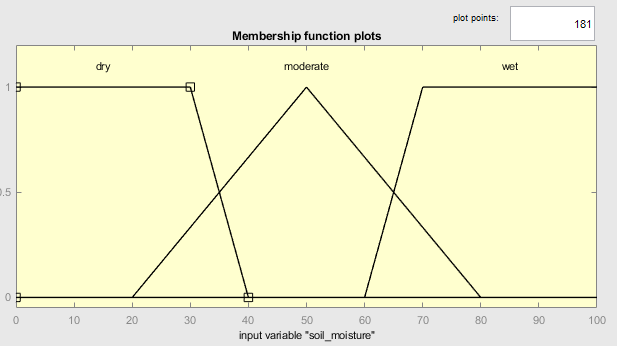 plot points: 181
Membership function plots
dry moderate wet
1
0.5
0
0 10 20 30 40 50 60 70 80 90 100
input variable "soil_moisture"